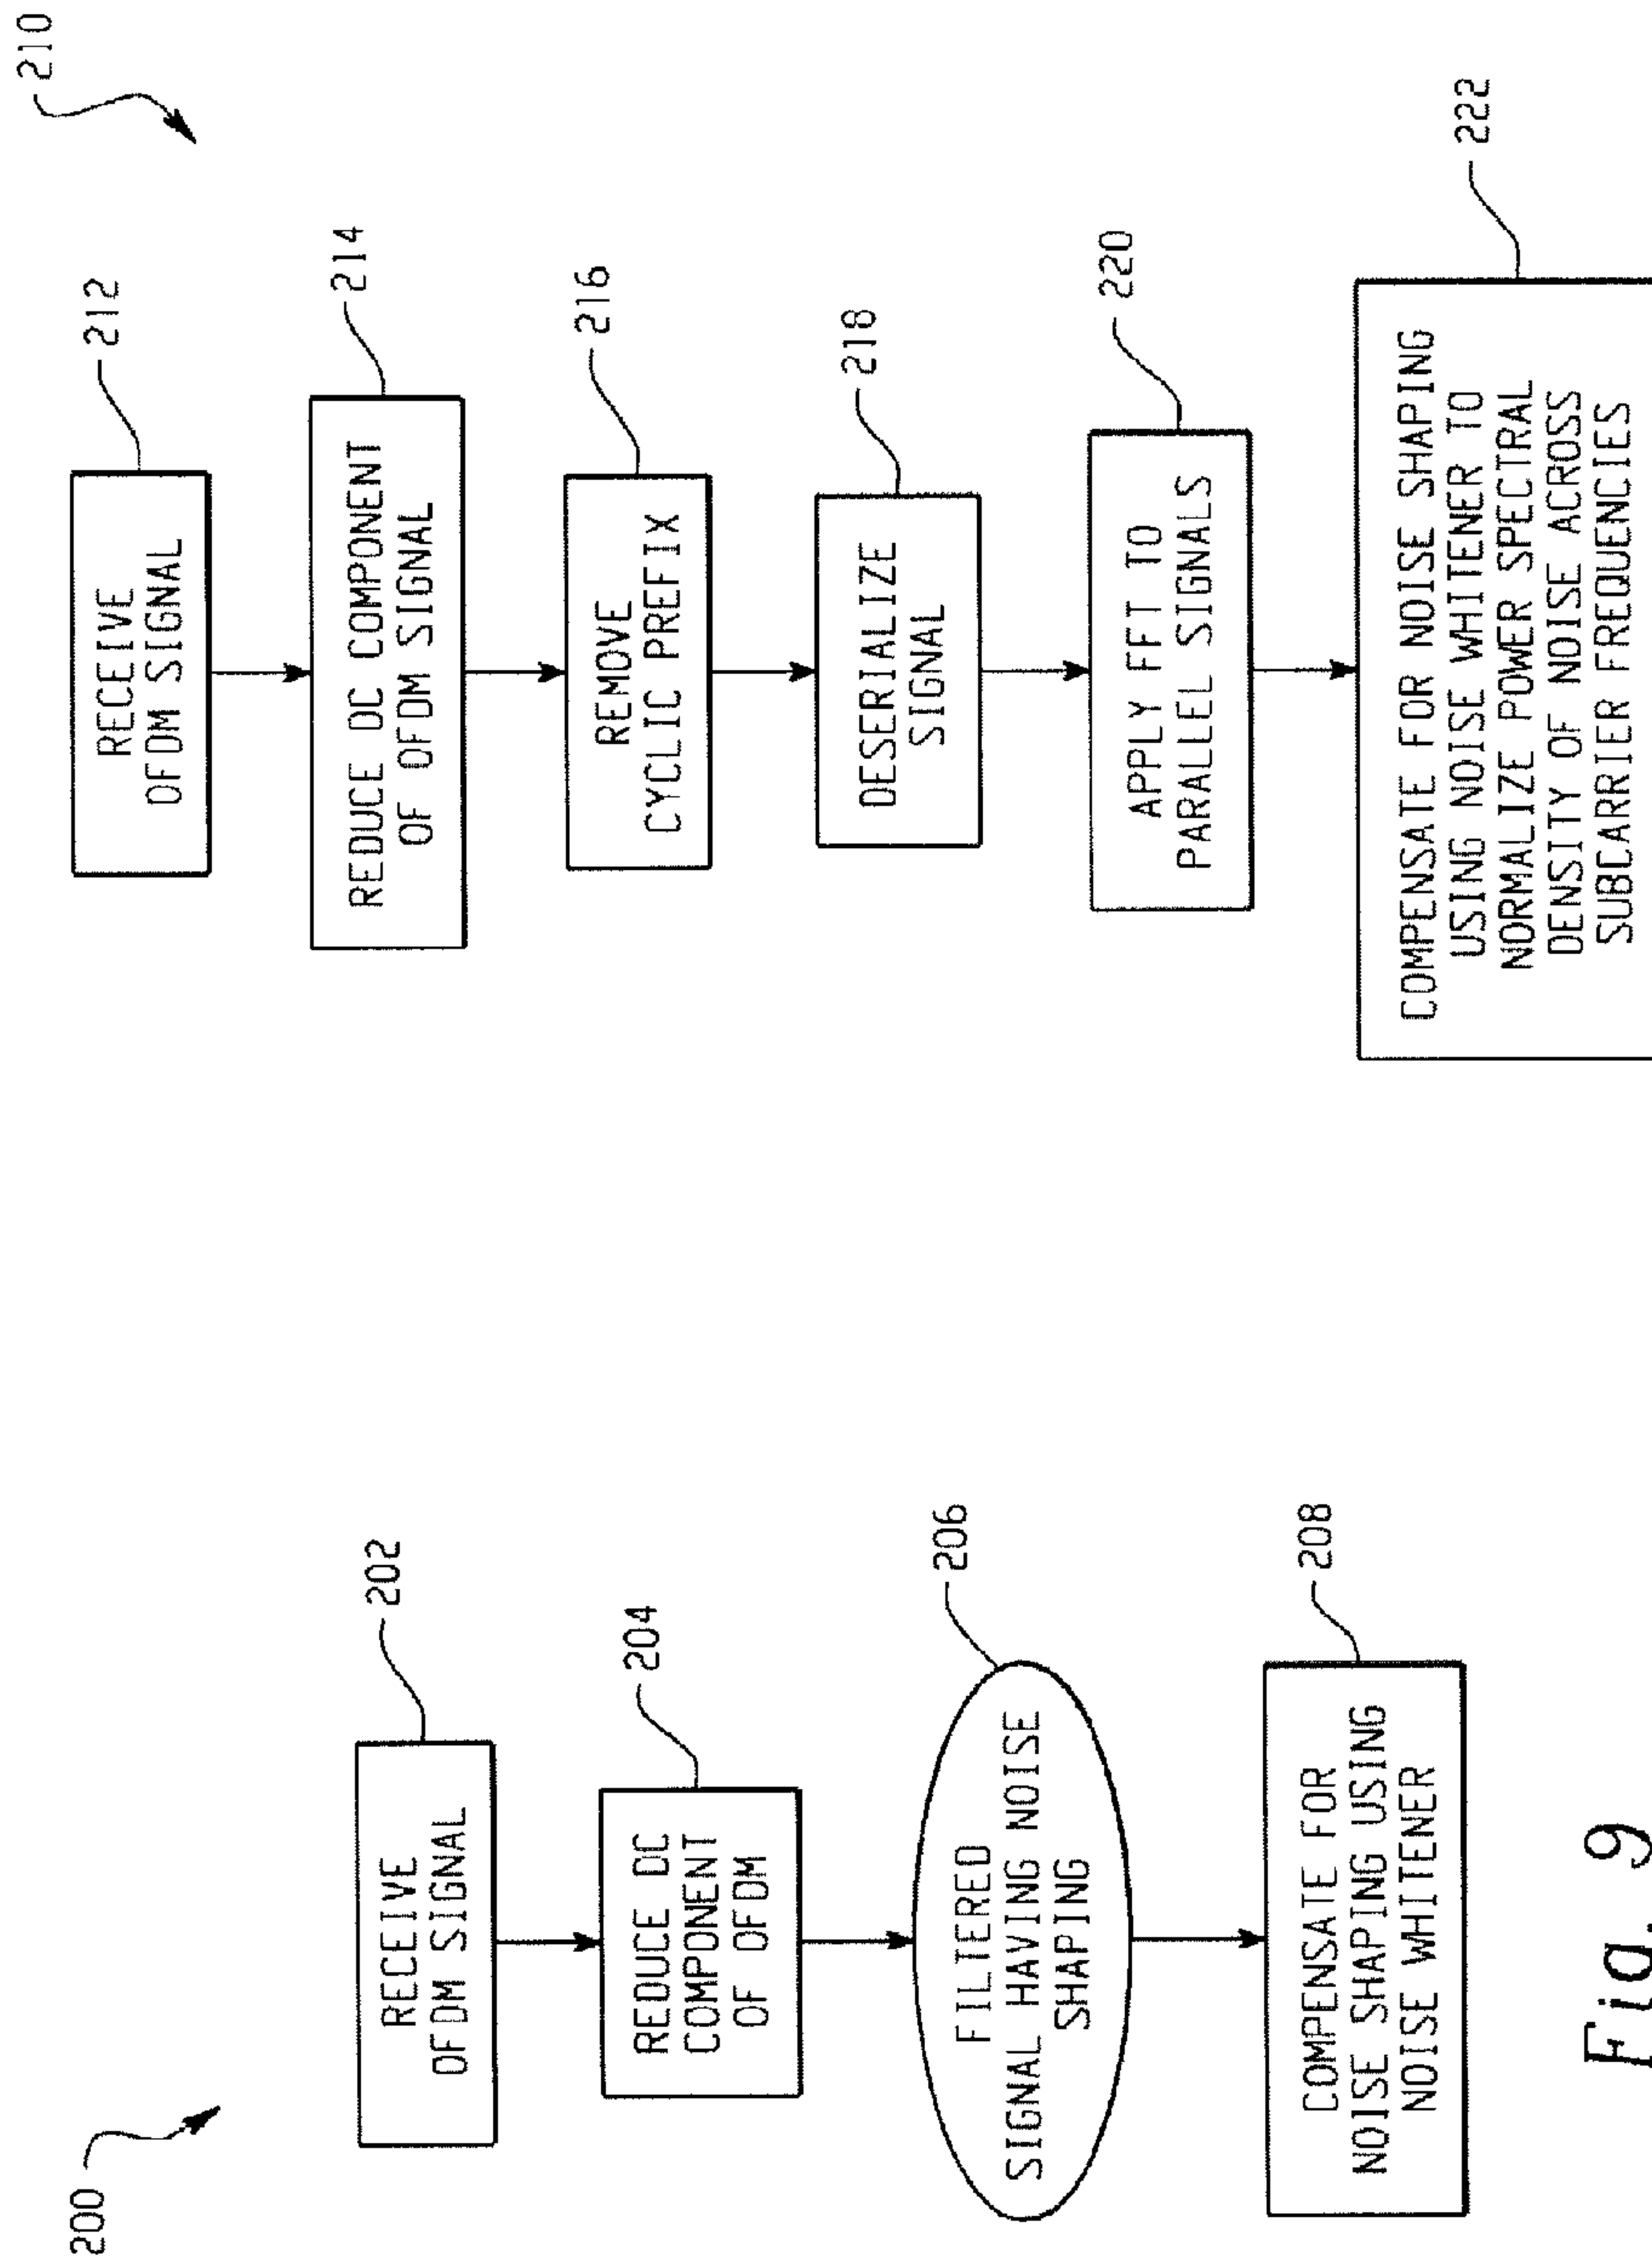 200
RECEIVE
OFDM SIGNAL
202
REDUCE DC
COMPONENT
OF OFDM
204
FILTERED
SIGNAL HAVING NOISE
SHAPING
206
COMPENSATE FOR
NOISE SHAPING USING
NOISE WHITENER
208
Fig. 9
210
RECEIVE
OFDM SIGNAL
212
REDUCE DC COMPONENT
OF OFDM SIGNAL
214
REMOVE
CYCLIC PREFIX
216
DESERIALIZE
SIGNAL
218
APPLY FFT TO
PARALLEL SIGNALS
220
COMPENSATE FOR NOISE SHAPING
USING NOISE WHITENER TO
NORMALIZE POWER SPECTRAL
DENSITY OF NOISE ACROSS
SUBCARRIER FREQUENCIES
222